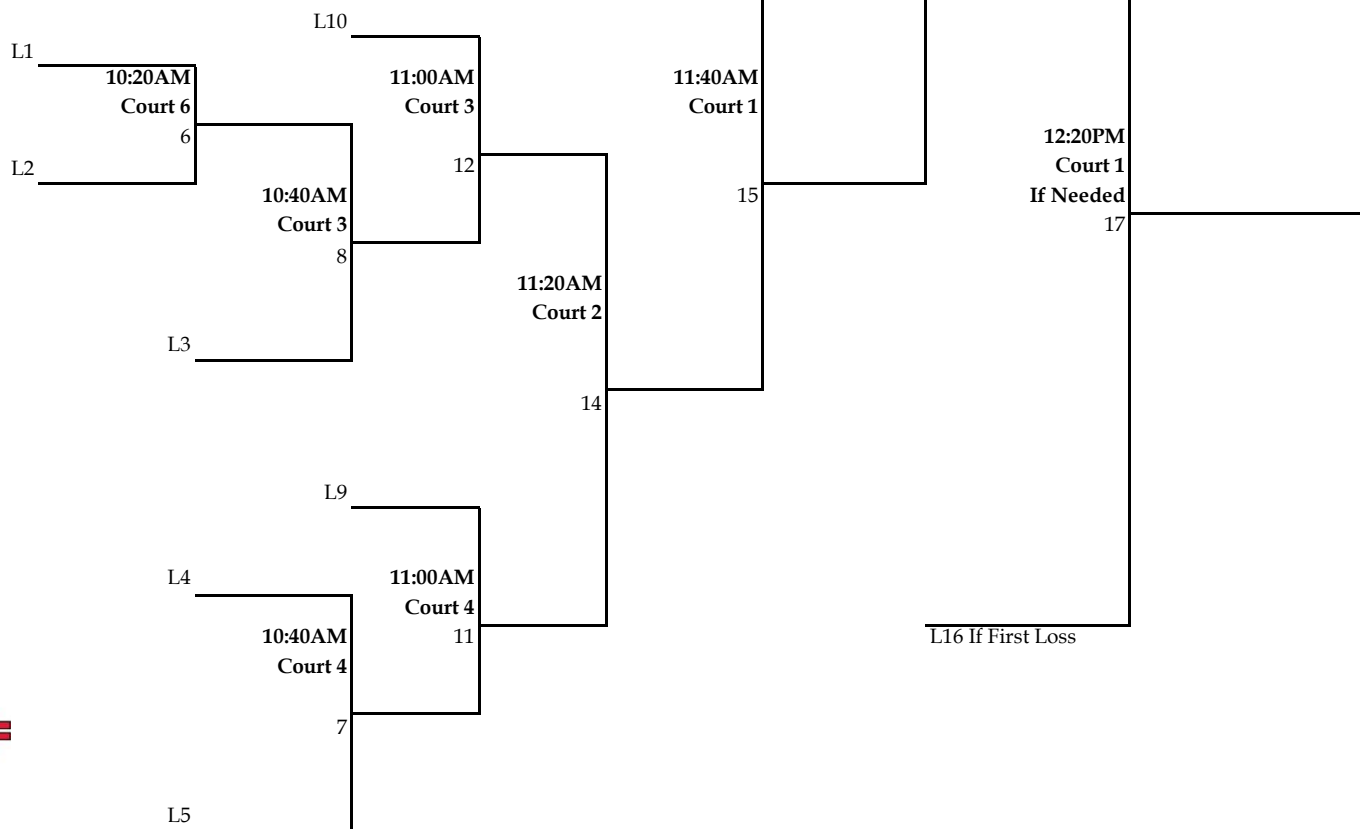 L10
L1
10:20AM
Court 6
6
L2
11:00AM
Court 3
12
10:40AM
Court 3
8
L3
11:40AM
Court 1
15
12:20PM
Court 1
If Needed
17
11:20AM
Court 2
14
L9
L4
11:00AM
Court 4
11
10:40AM
Court 4
7
L5
L16 If First Loss